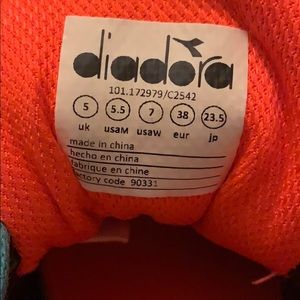 diadora
101.172979/C2542
5 5.5 7 38 23.5
uk usaM usaW eur jp
made in china
hecho en china
fabrique en china
factory code 90331